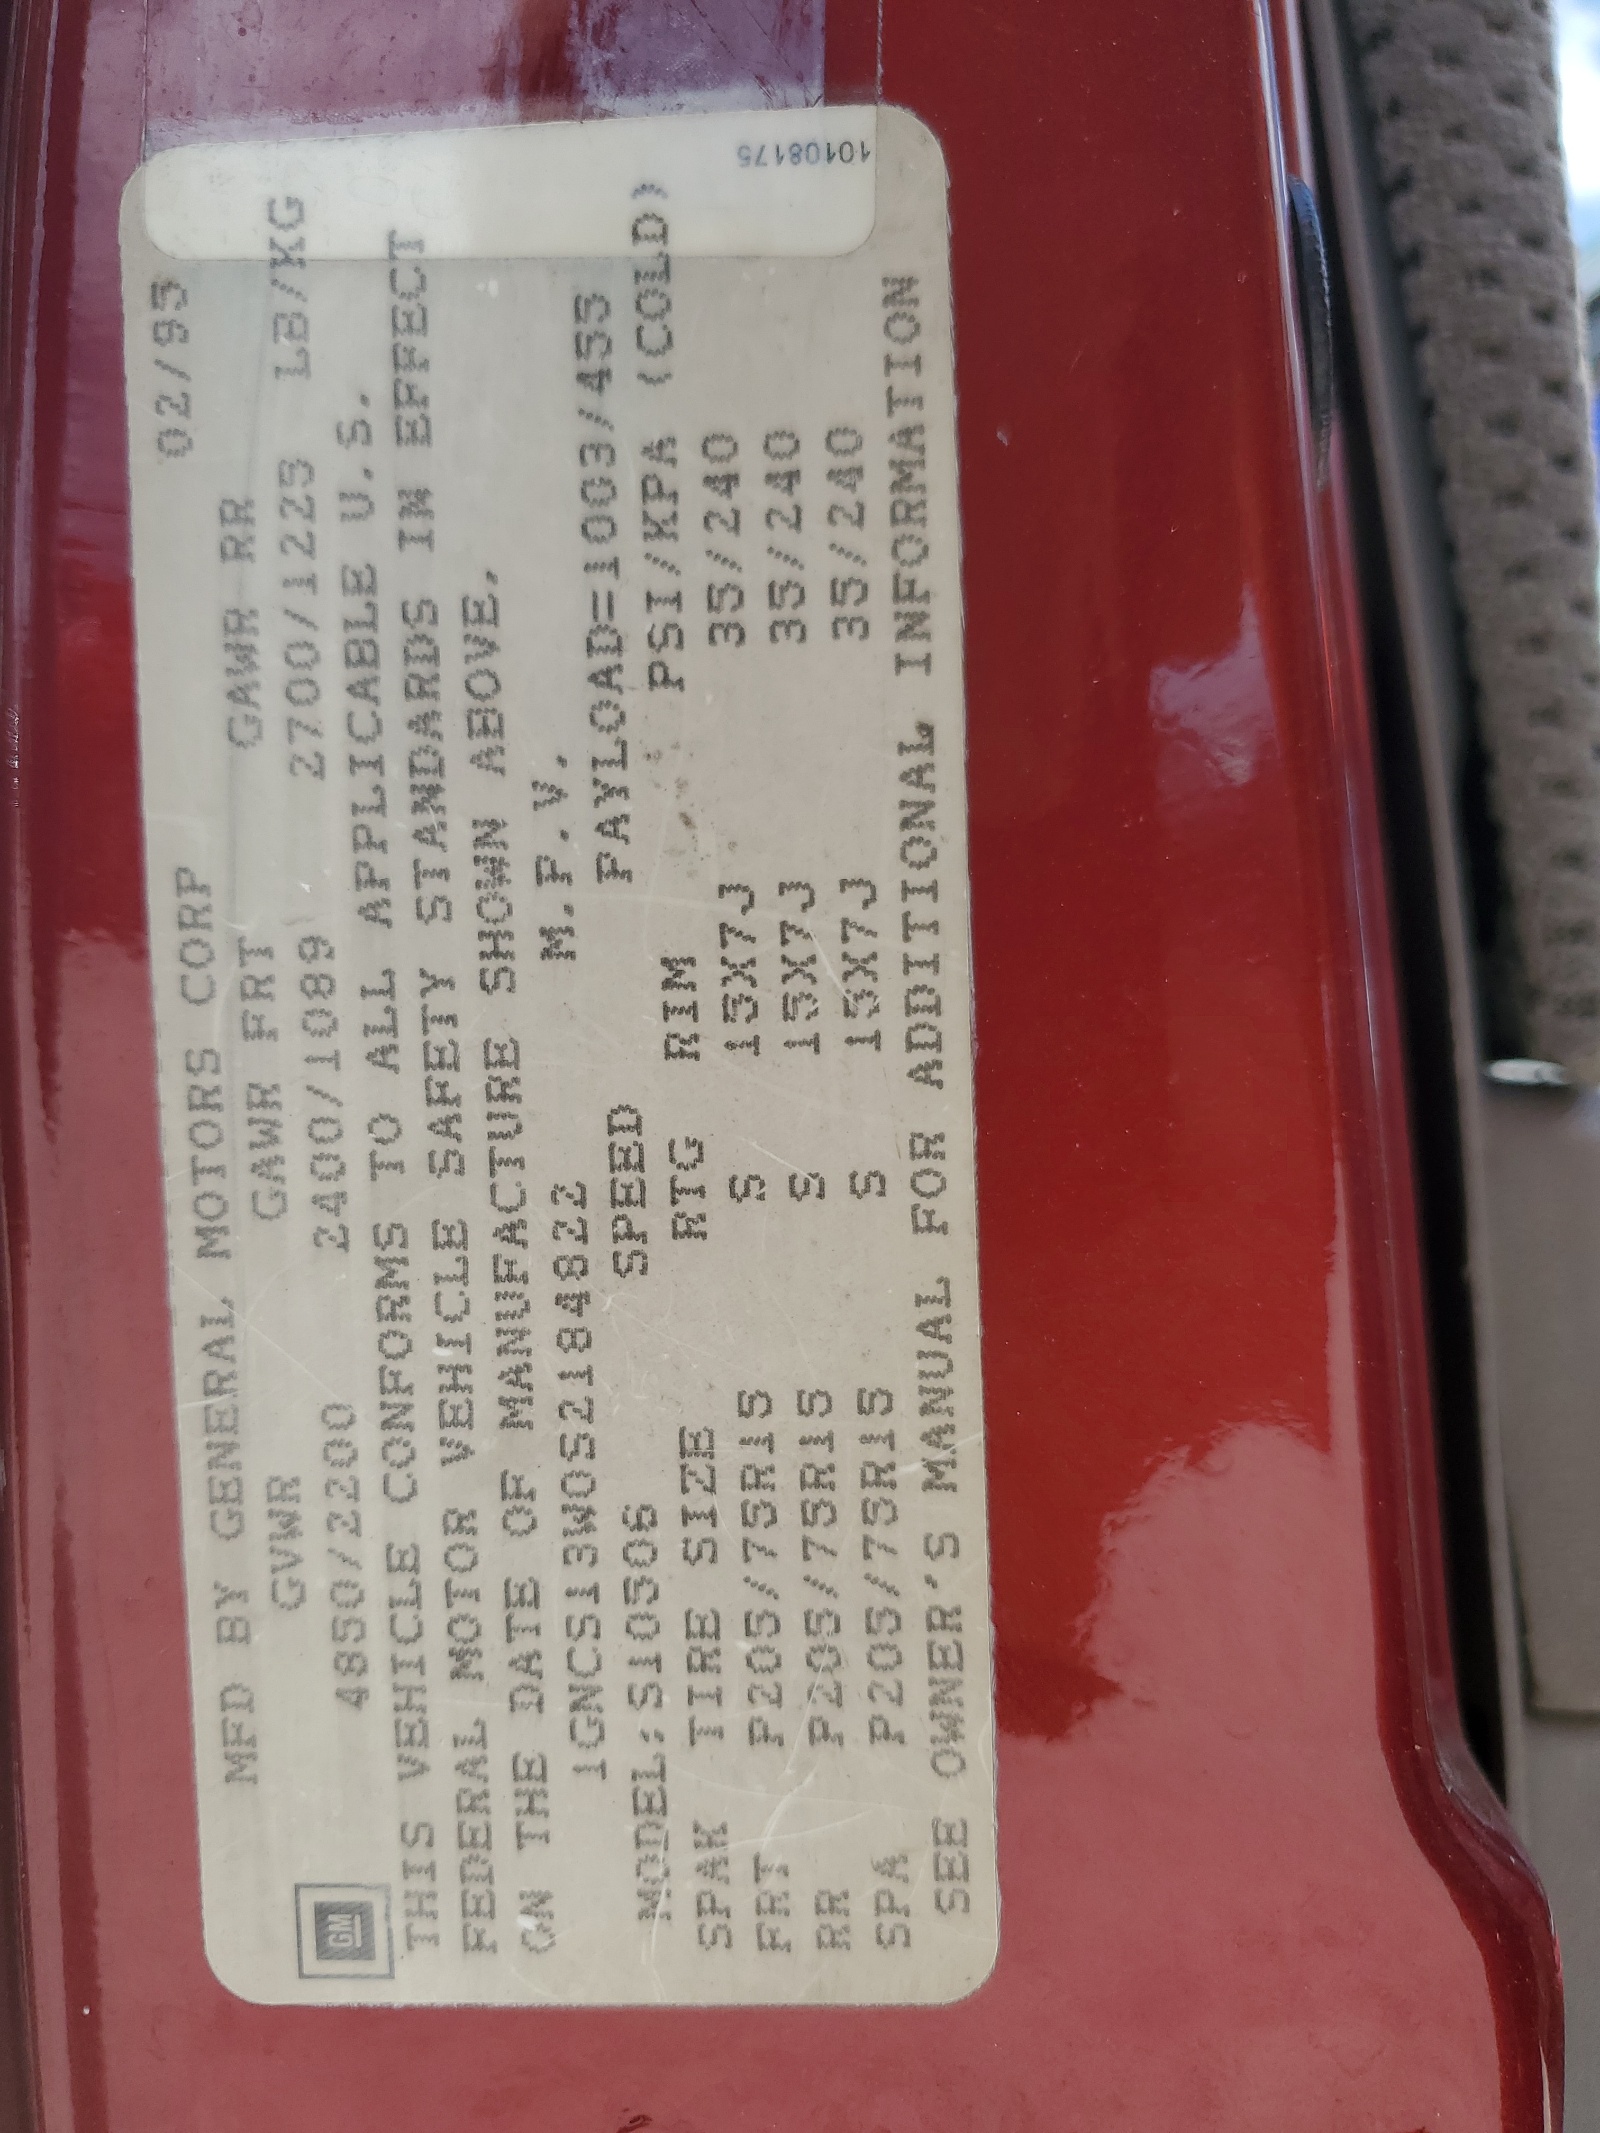 MFD BY GENERAL MOTORS CORP 02/95
GVWR GAWR FRT GAWR RR
4850/2200 2400/1089 2700/1225 LB/KG
GM
THIS VEHICLE CONFORMS TO ALL APPLICABLE U.S.
FEDERAL MOTOR VEHICLE SAFETY STANDARDS IN EFFECT
ON THE DATE OF MANUFACTURE SHOWN ABOVE.
1GNCS13W0S2184822 M.P.V.
MODEL: S10506 PAYLOAD=1003/455
SPEED
SPAK TIRE SIZE RTG RIM PSI/KPA (COLD)
FRT P205/75R15 S 15X7J 35/240
RR P205/75R15 S 15X7J 35/240
SPA P205/75R15 S 15X7J 35/240
SEE OWNER'S MANUAL FOR ADDITIONAL INFORMATION
10108175